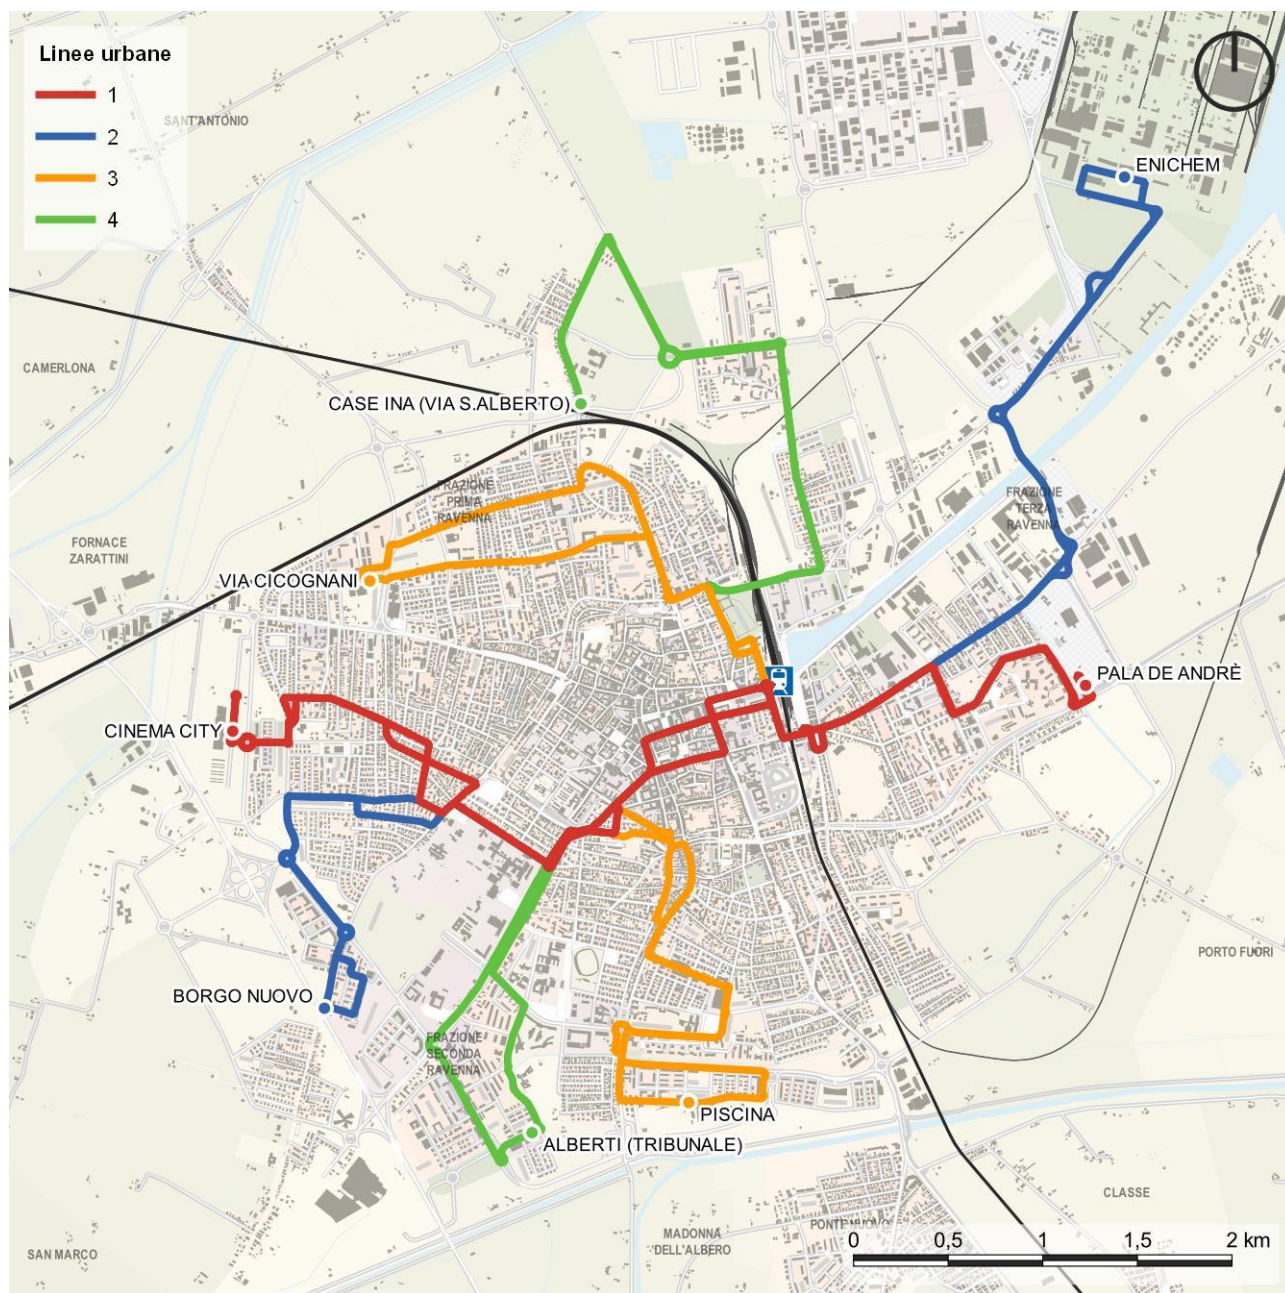 Linee urbane
1
2
3
4
SANT'ANTONIO
ENICHEM
CAMERLONA
CASE INA (VIA S.ALBERTO)
FRAZIONE
PRIMA
RAVENNA
FRAZIONE
TERZA
RAVENNA
FORNACE
ZARATTINI
VIA CICOGNANI
PALA DE ANDRÈ
CINEMA CITY
PORTO FUORI
BORGO NUOVO
FRAZIONE
SECONDA
RAVENNA
PISCINA
ALBERTI (TRIBUNALE)
CLASSE
PONTE NUOVO
MADONNA
DELL'ALBERO
SAN MARCO
0 0,5 1 1,5 2 km